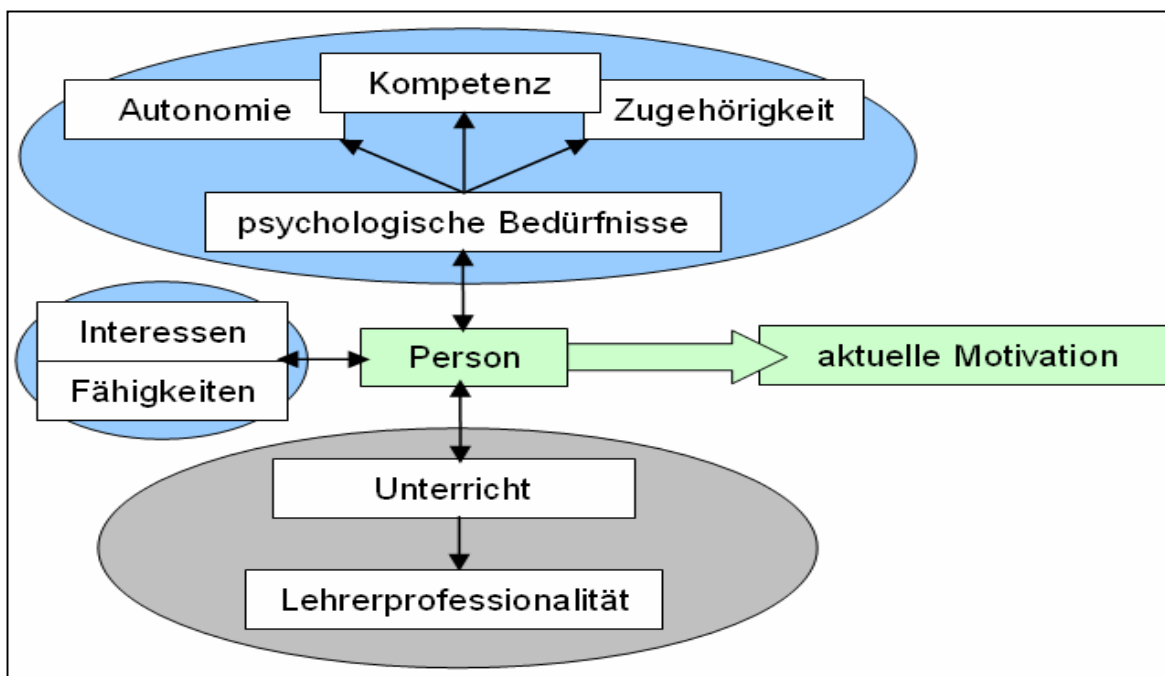 Kompetenz
Autonomie
Zugehörigkeit
psychologische Bedürfnisse
Interessen
Fähigkeiten
Person
aktuelle Motivation
Unterricht
Lehrerprofessionalität